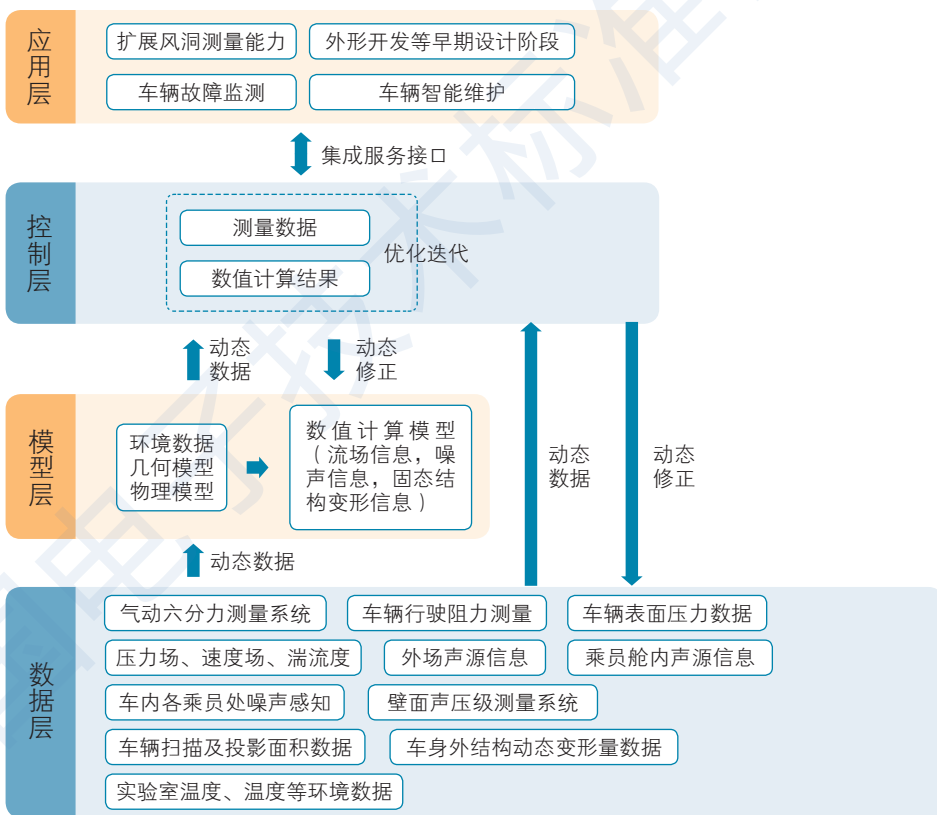 应用层
扩展风洞测量能力
外形开发等早期设计阶段
车辆故障监测
车辆智能维护
集成服务接口
控制层
测量数据
数值计算结果
优化迭代
动态
数据
动态
修正
模型层
环境数据
几何模型
物理模型
数值计算模型
（流场信息，噪
声信息，固态结
构变形信息）
动态
数据
动态
修正
动态数据
数据层
气动六分力测量系统
车辆行驶阻力测量
车辆表面压力数据
压力场、速度场、湍流度
外场声源信息
乘员舱内声源信息
车内各乘员处噪声感知
壁面声压级测量系统
车辆扫描及投影面积数据
车身外结构动态变形量数据
实验室温度、温度等环境数据
国电子技术标准